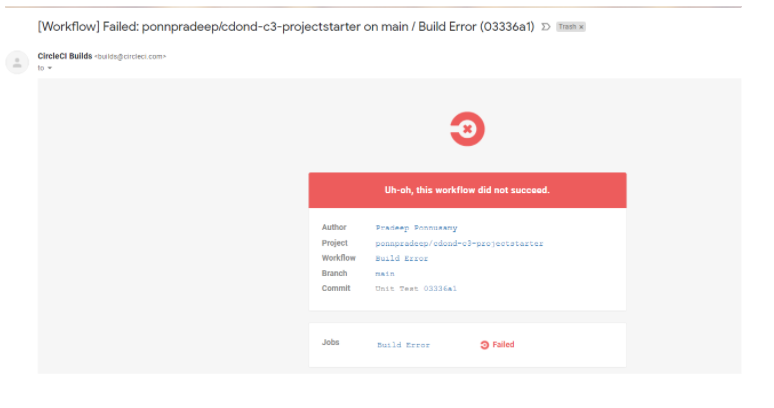 [Workflow] Failed: ponnpradeep/cdond-c3-projectstarter on main / Build Error (03336a1) Trash x
CircleCI Builds <builds@circleci.com>
to
Uh-oh, this workflow did not succeed.
Author Pradeep Ponnusamy
Project ponnpradeep/cdond-c3-projectstarter
Workflow Build Error
Branch main
Commit Unit Test 03336a1
Jobs Build Error Failed